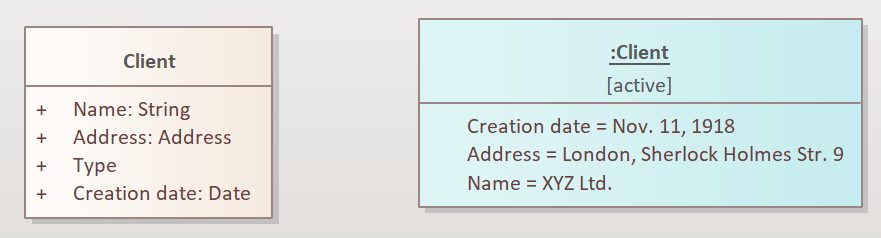 Client
+ Name: String
+ Address: Address
+ Type
+ Creation date: Date
:Client
[active]
Creation date = Nov. 11, 1918
Address = London, Sherlock Holmes Str. 9
Name = XYZ Ltd.